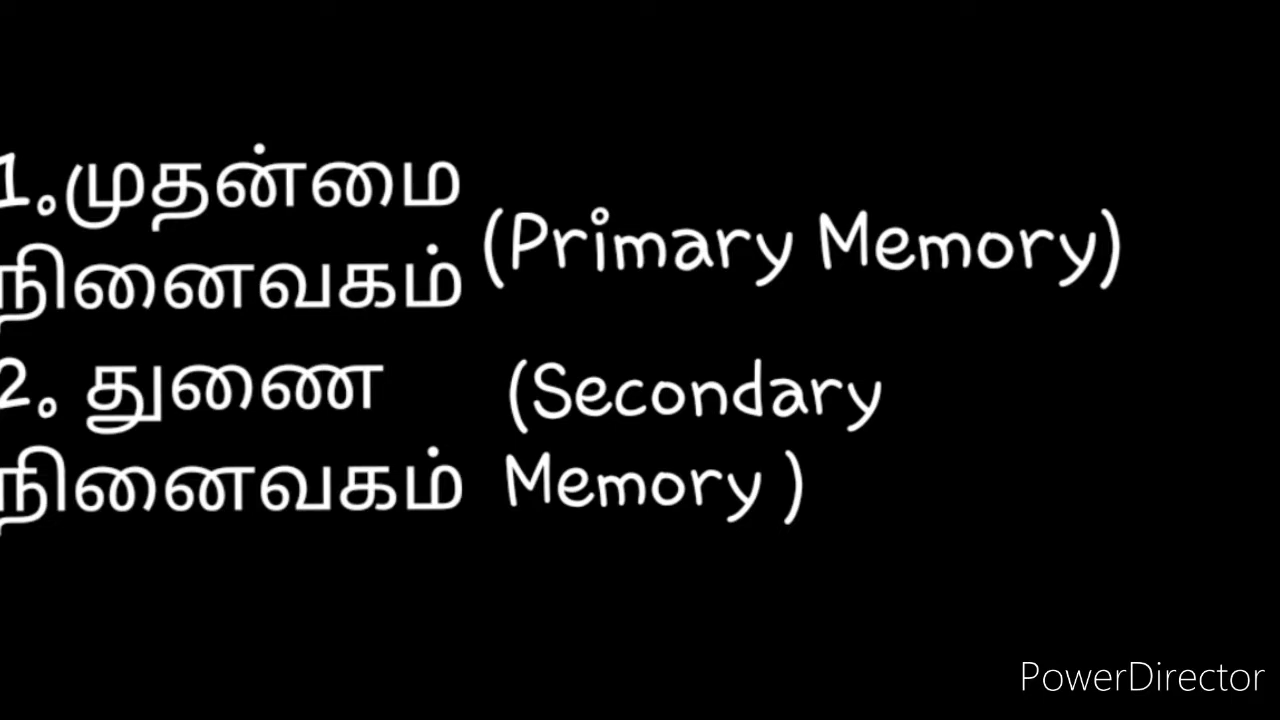 1.முதன்மை
நினைவகம்
(Primary Memory)
2. துணை
நினைவகம்
(Secondary
Memory )
PowerDirector